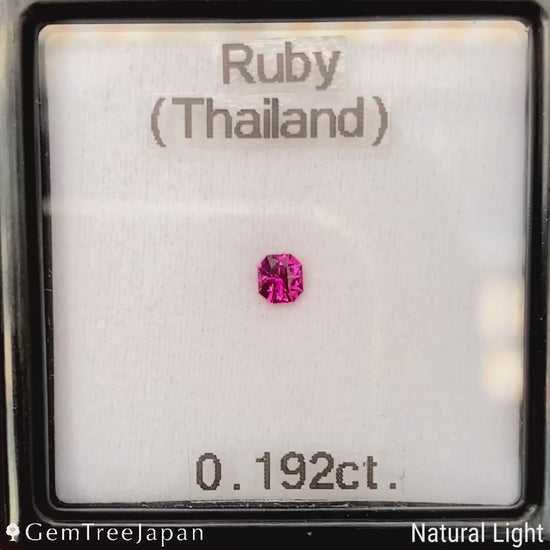 Ruby
(Thailand)
0.192ct.
GemTreeJapan
Natural Light